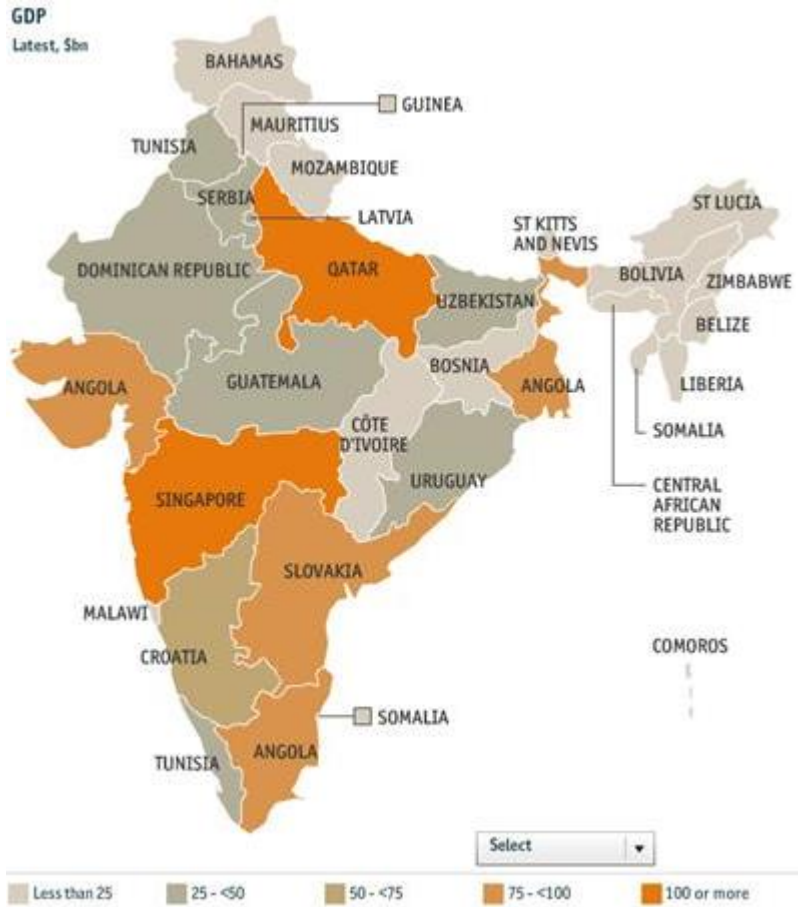 GDP
Latest, $bn
BAHAMAS
GUINEA
MAURITIUS
TUNISIA
MOZAMBIQUE
SERBIA
LATVIA
ST LUCIA
ST KITTS
AND NEVIS
DOMINICAN REPUBLIC
QATAR
BOLIVIA
ZIMBABWE
UZBEKISTAN
BELIZE
BOSNIA
ANGOLA
GUATEMALA
ANGOLA
LIBERIA
CÔTE
D'IVOIRE
SOMALIA
URUGUAY
SINGAPORE
CENTRAL
AFRICAN
REPUBLIC
SLOVAKIA
MALAWI
CROATIA
COMOROS
SOMALIA
TUNISIA
ANGOLA
Select
Less than 25
25 - <50
50 - <75
75 - <100
100 or more